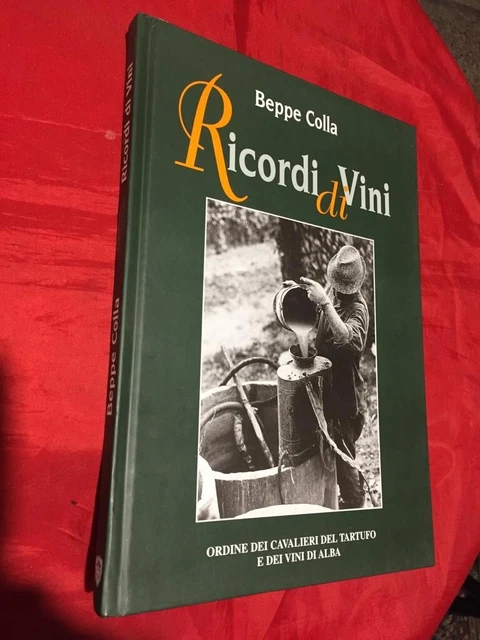 Beppe Colla
Ricordi di Vini
ORDINE DEI CAVALIERI DEL TARTUFO
E DEI VINI DI ALBA
Beppe Colla
Ricordi di Vini